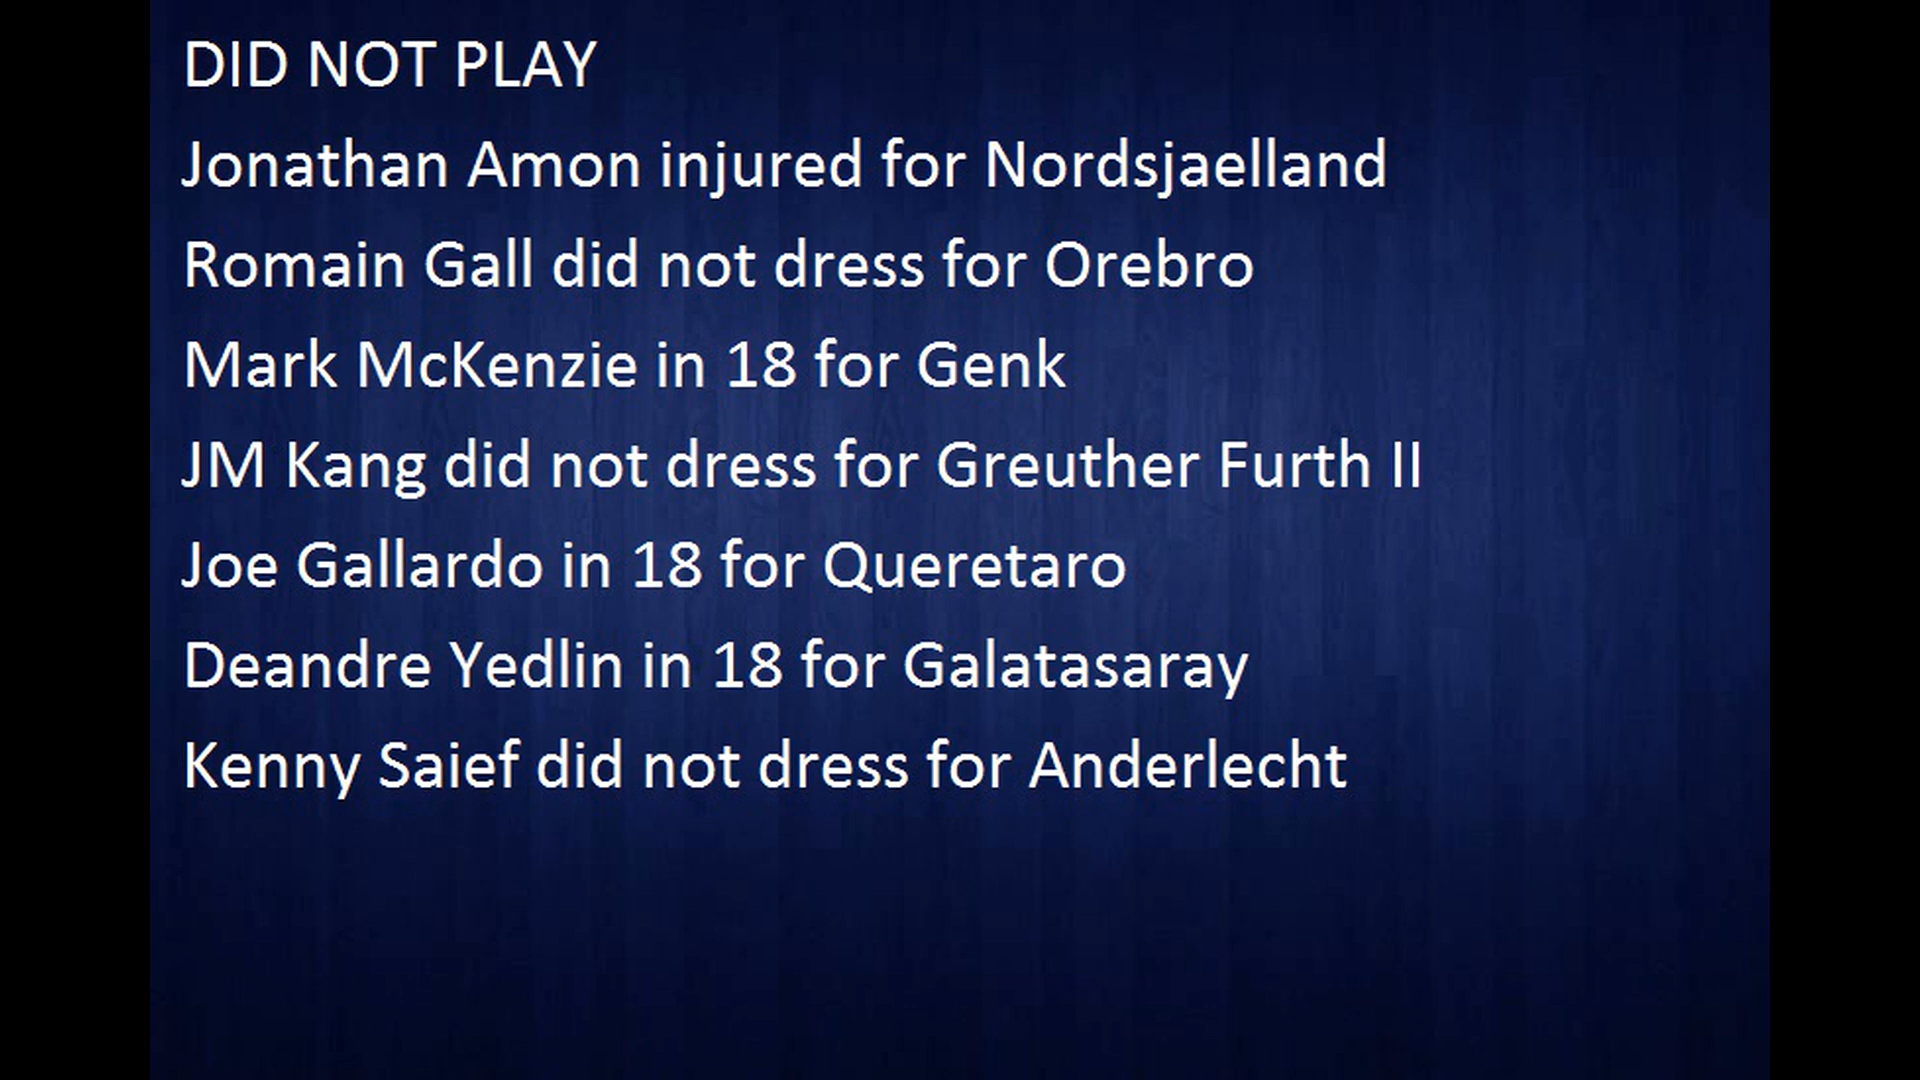 DID NOT PLAY
Jonathan Amon injured for Nordsjaelland
Romain Gall did not dress for Orebro
Mark McKenzie in 18 for Genk
JM Kang did not dress for Greuther Furth II
Joe Gallardo in 18 for Queretaro
Deandre Yedlin in 18 for Galatasaray
Kenny Saief did not dress for Anderlecht